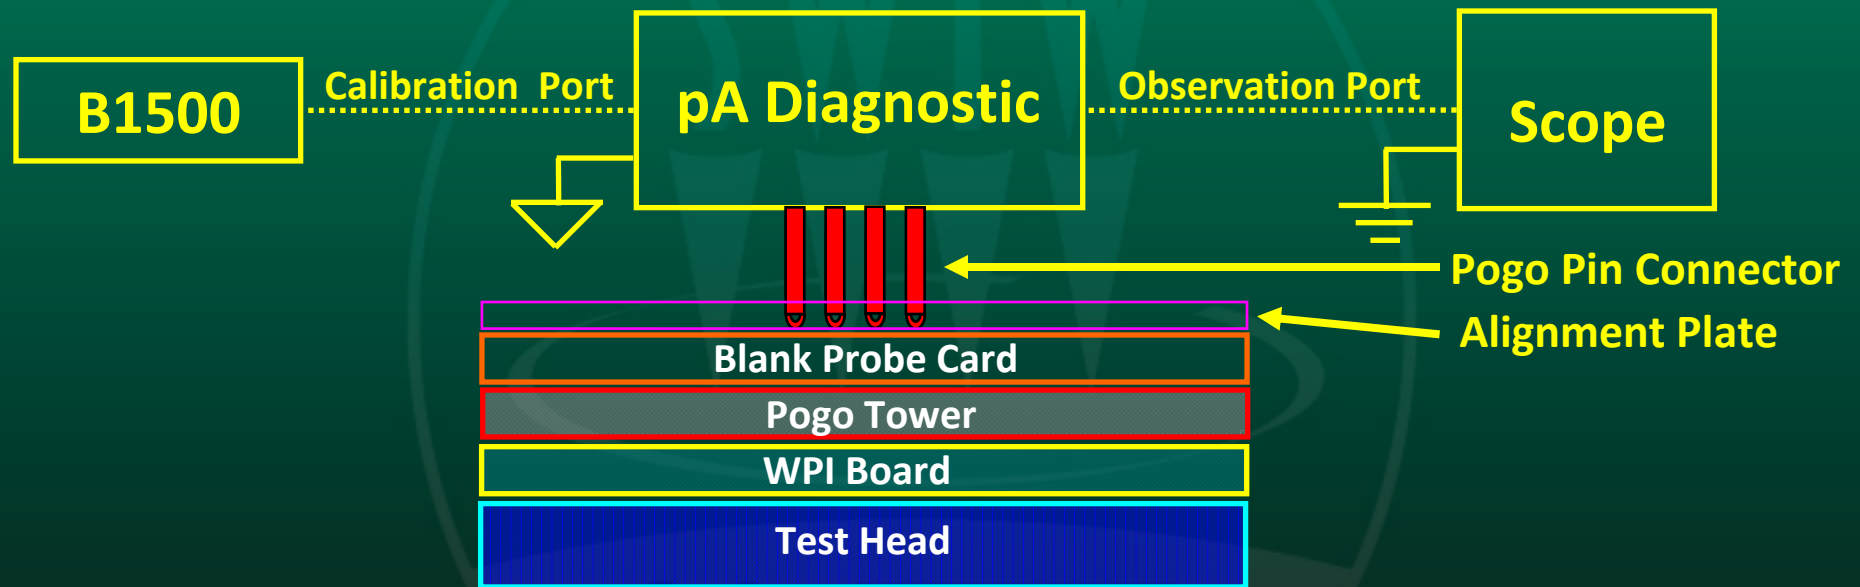 B1500
Calibration Port
pA Diagnostic
Observation Port
Scope
Pogo Pin Connector
Alignment Plate
Blank Probe Card
Pogo Tower
WPI Board
Test Head